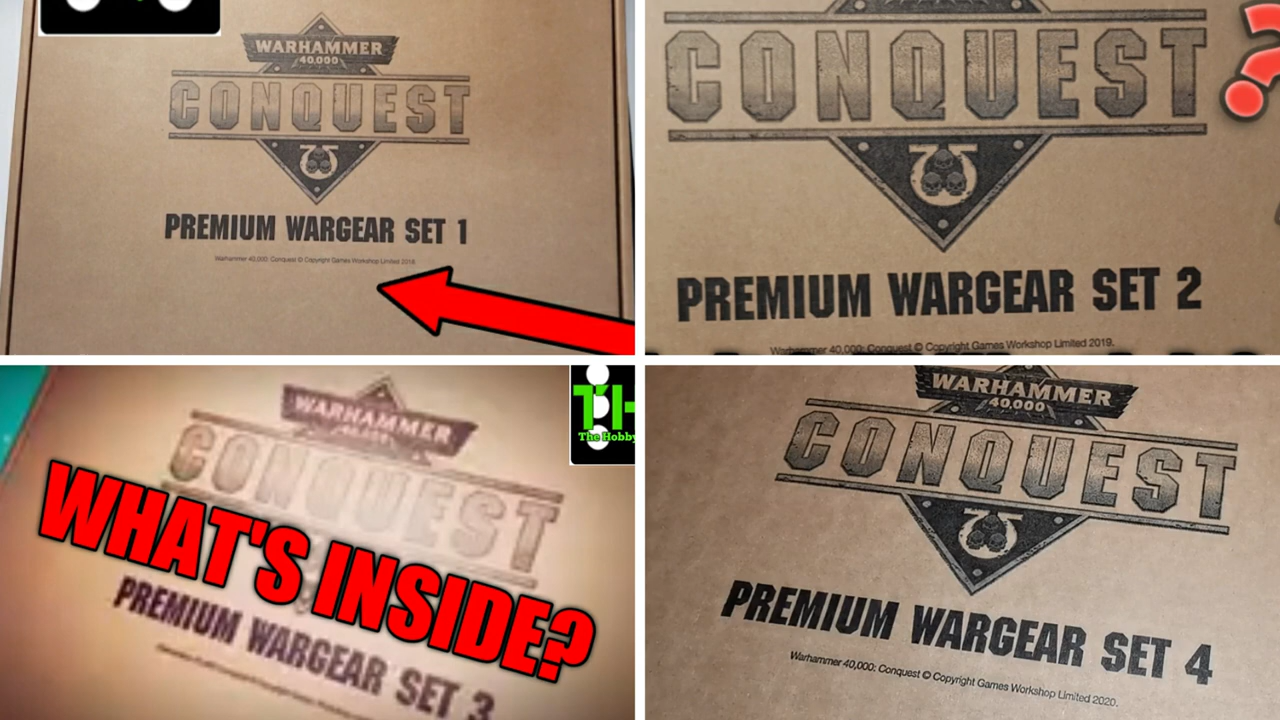 WARHAMMER
40,000
CONQUEST
PREMIUM WARGEAR SET 1
Warhammer 40,000: Conquest © Copyright Games Workshop Limited 2018.
CONQUEST
?
PREMIUM WARGEAR SET 2
Warhammer 40,000: Conquest © Copyright Games Workshop Limited 2019.
TH
The Hobby
WARHAMMER
CONQUEST
WHAT'S INSIDE?
PREMIUM WARGEAR SET 3
WARHAMMER
40,000
CONQUEST
PREMIUM WARGEAR SET 4
Warhammer 40,000: Conquest © Copyright Games Workshop Limited 2020.